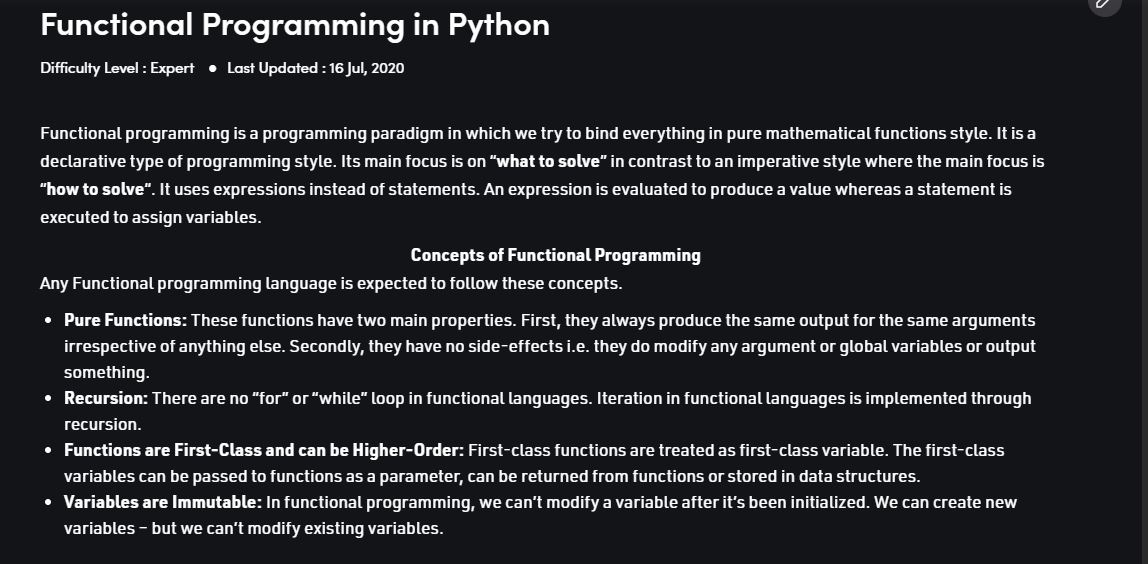 Functional Programming in Python
Difficulty Level : Expert ● Last Updated : 16 Jul, 2020
Functional programming is a programming paradigm in which we try to bind everything in pure mathematical functions style. It is a
declarative type of programming style. Its main focus is on “what to solve” in contrast to an imperative style where the main focus is
“how to solve“. It uses expressions instead of statements. An expression is evaluated to produce a value whereas a statement is
executed to assign variables.
Concepts of Functional Programming
Any Functional programming language is expected to follow these concepts.
• Pure Functions: These functions have two main properties. First, they always produce the same output for the same arguments
irrespective of anything else. Secondly, they have no side-effects i.e. they do modify any argument or global variables or output
something.
• Recursion: There are no “for” or “while” loop in functional languages. Iteration in functional languages is implemented through
recursion.
• Functions are First-Class and can be Higher-Order: First-class functions are treated as first-class variable. The first-class
variables can be passed to functions as a parameter, can be returned from functions or stored in data structures.
• Variables are Immutable: In functional programming, we can’t modify a variable after it’s been initialized. We can create new
variables – but we can’t modify existing variables.